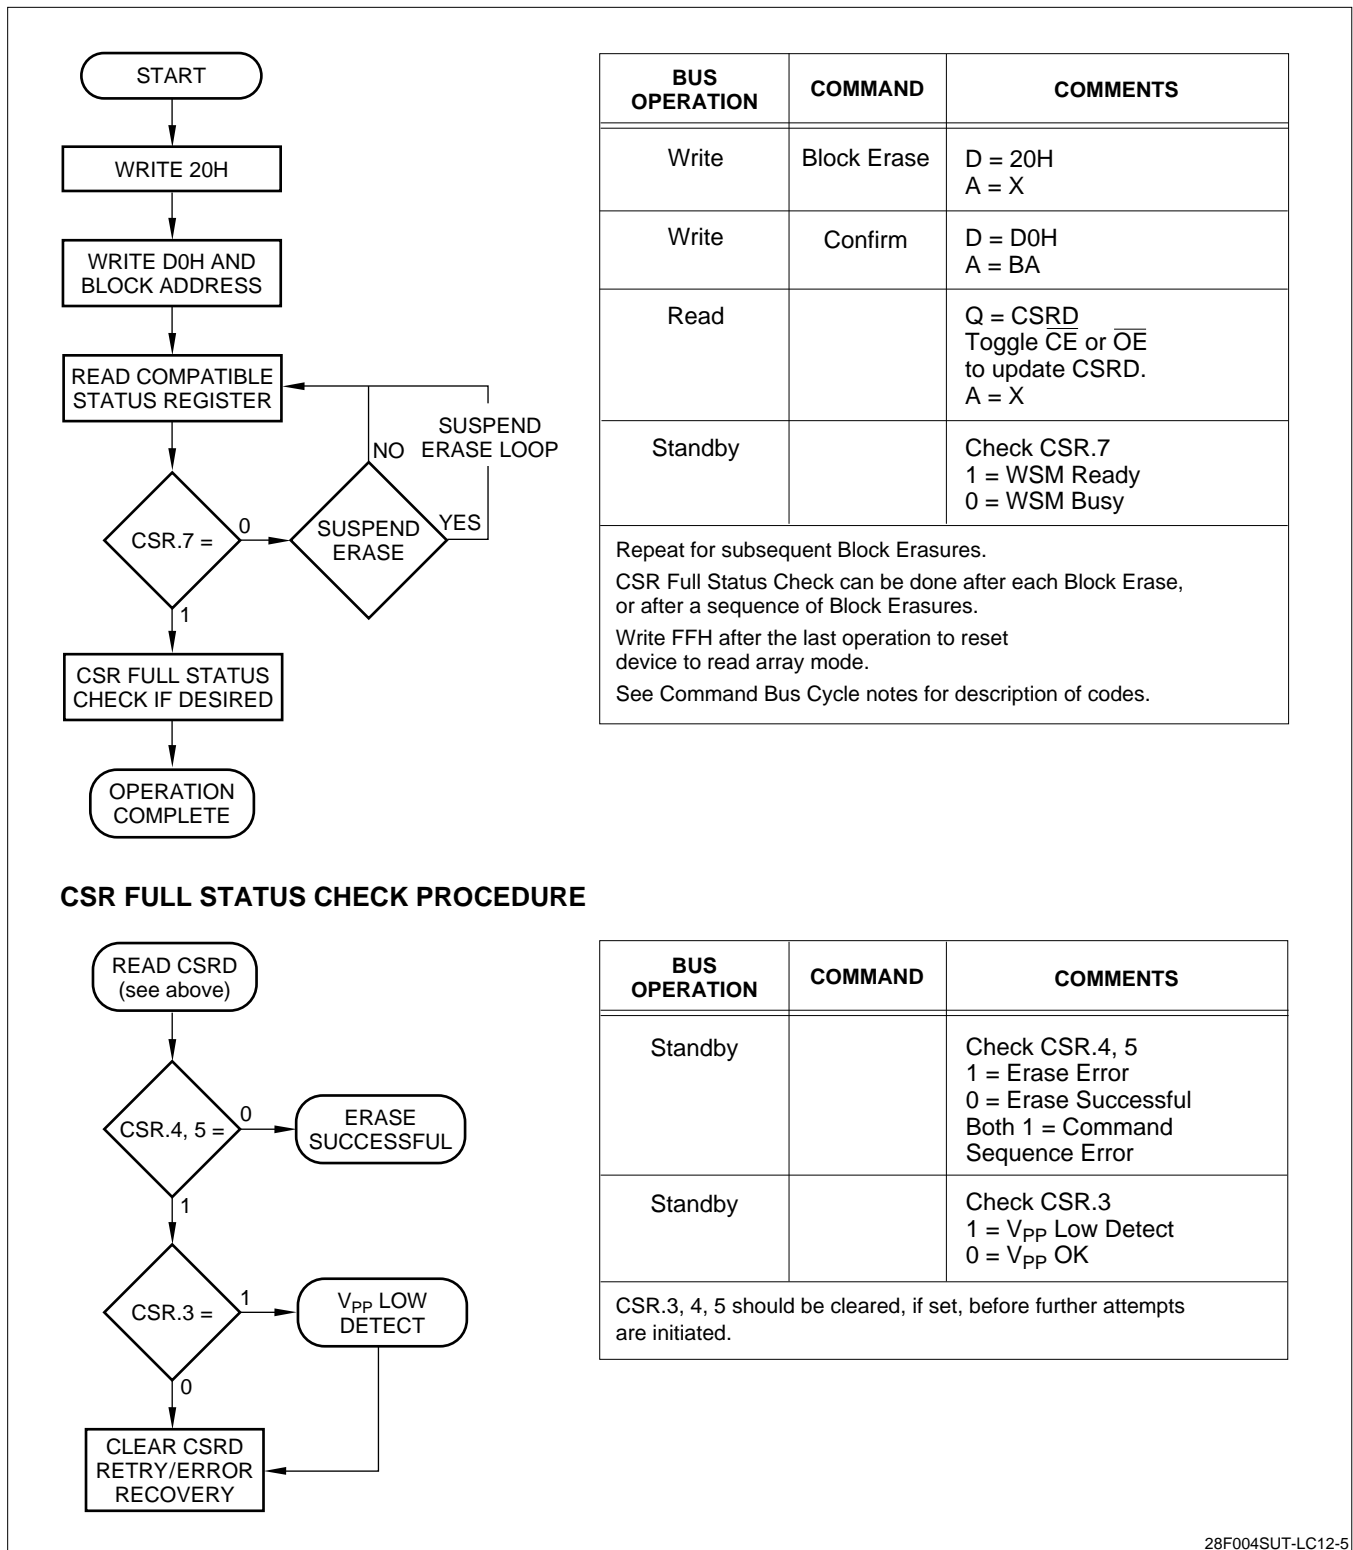 START
WRITE 20H
WRITE D0H AND
BLOCK ADDRESS
READ COMPATIBLE
STATUS REGISTER
SUSPEND
ERASE LOOP
NO
CSR.7 =
0
SUSPEND
ERASE
YES
1
CSR FULL STATUS
CHECK IF DESIRED
OPERATION
COMPLETE
BUS
OPERATION
COMMAND
COMMENTS
Write
Block Erase
D = 20H
A = X
Write
Confirm
D = D0H
A = BA
Read
Q = CSRD
Toggle C̅E̅ or O̅E̅
to update CSRD.
A = X
Standby
Check CSR.7
1 = WSM Ready
0 = WSM Busy
Repeat for subsequent Block Erasures.
CSR Full Status Check can be done after each Block Erase,
or after a sequence of Block Erasures.
Write FFH after the last operation to reset
device to read array mode.
See Command Bus Cycle notes for description of codes.
CSR FULL STATUS CHECK PROCEDURE
READ CSRD
(see above)
CSR.4, 5 =
0
ERASE
SUCCESSFUL
1
CSR.3 =
1
VPP LOW
DETECT
0
CLEAR CSRD
RETRY/ERROR
RECOVERY
BUS
OPERATION
COMMAND
COMMENTS
Standby
Check CSR.4, 5
1 = Erase Error
0 = Erase Successful
Both 1 = Command
Sequence Error
Standby
Check CSR.3
1 = VPP Low Detect
0 = VPP OK
CSR.3, 4, 5 should be cleared, if set, before further attempts
are initiated.
28F004SUT-LC12-5